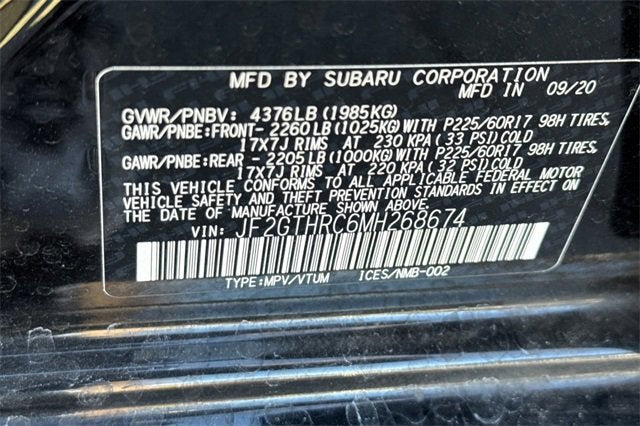 MFD BY SUBARU CORPORATION
MFD IN 09/20
GVWR/PNBV: 4376LB(1985KG)
GAWR/PNBE:FRONT-2260LB(1025KG)WITH P225/60R17 98H TIRES,
17x7J RIMS AT 230 KPA(33 PSI)COLD
GAWR/PNBE:REAR -2205LB(1000KG)WITH P225/60R17 98H TIRES,
17x7J RIMS AT 220 KPA(32 PSI)COLD
THIS VEHICLE CONFORMS TO ALL APPLICABLE FEDERAL MOTOR
VEHICLE SAFETY AND THEFT PREVENTION STANDARDS IN EFFECT
ON THE DATE OF MANUFACTURE SHOWN ABOVE.
VIN: JF2GTHRC6MH268674
TYPE:MPV/VTUM ICES/NMB-002